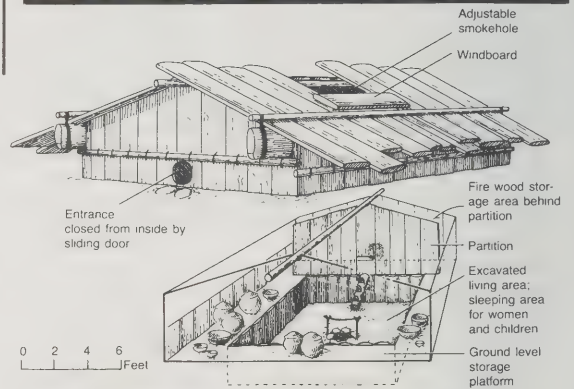 Adjustable
smokehole
Windboard
Entrance
closed from inside by
sliding door
Fire wood stor-
age area behind
partition
Partition
Excavated
living area;
sleeping area
for women
and children
Ground level
storage
platform
0 2 4 6 Feet